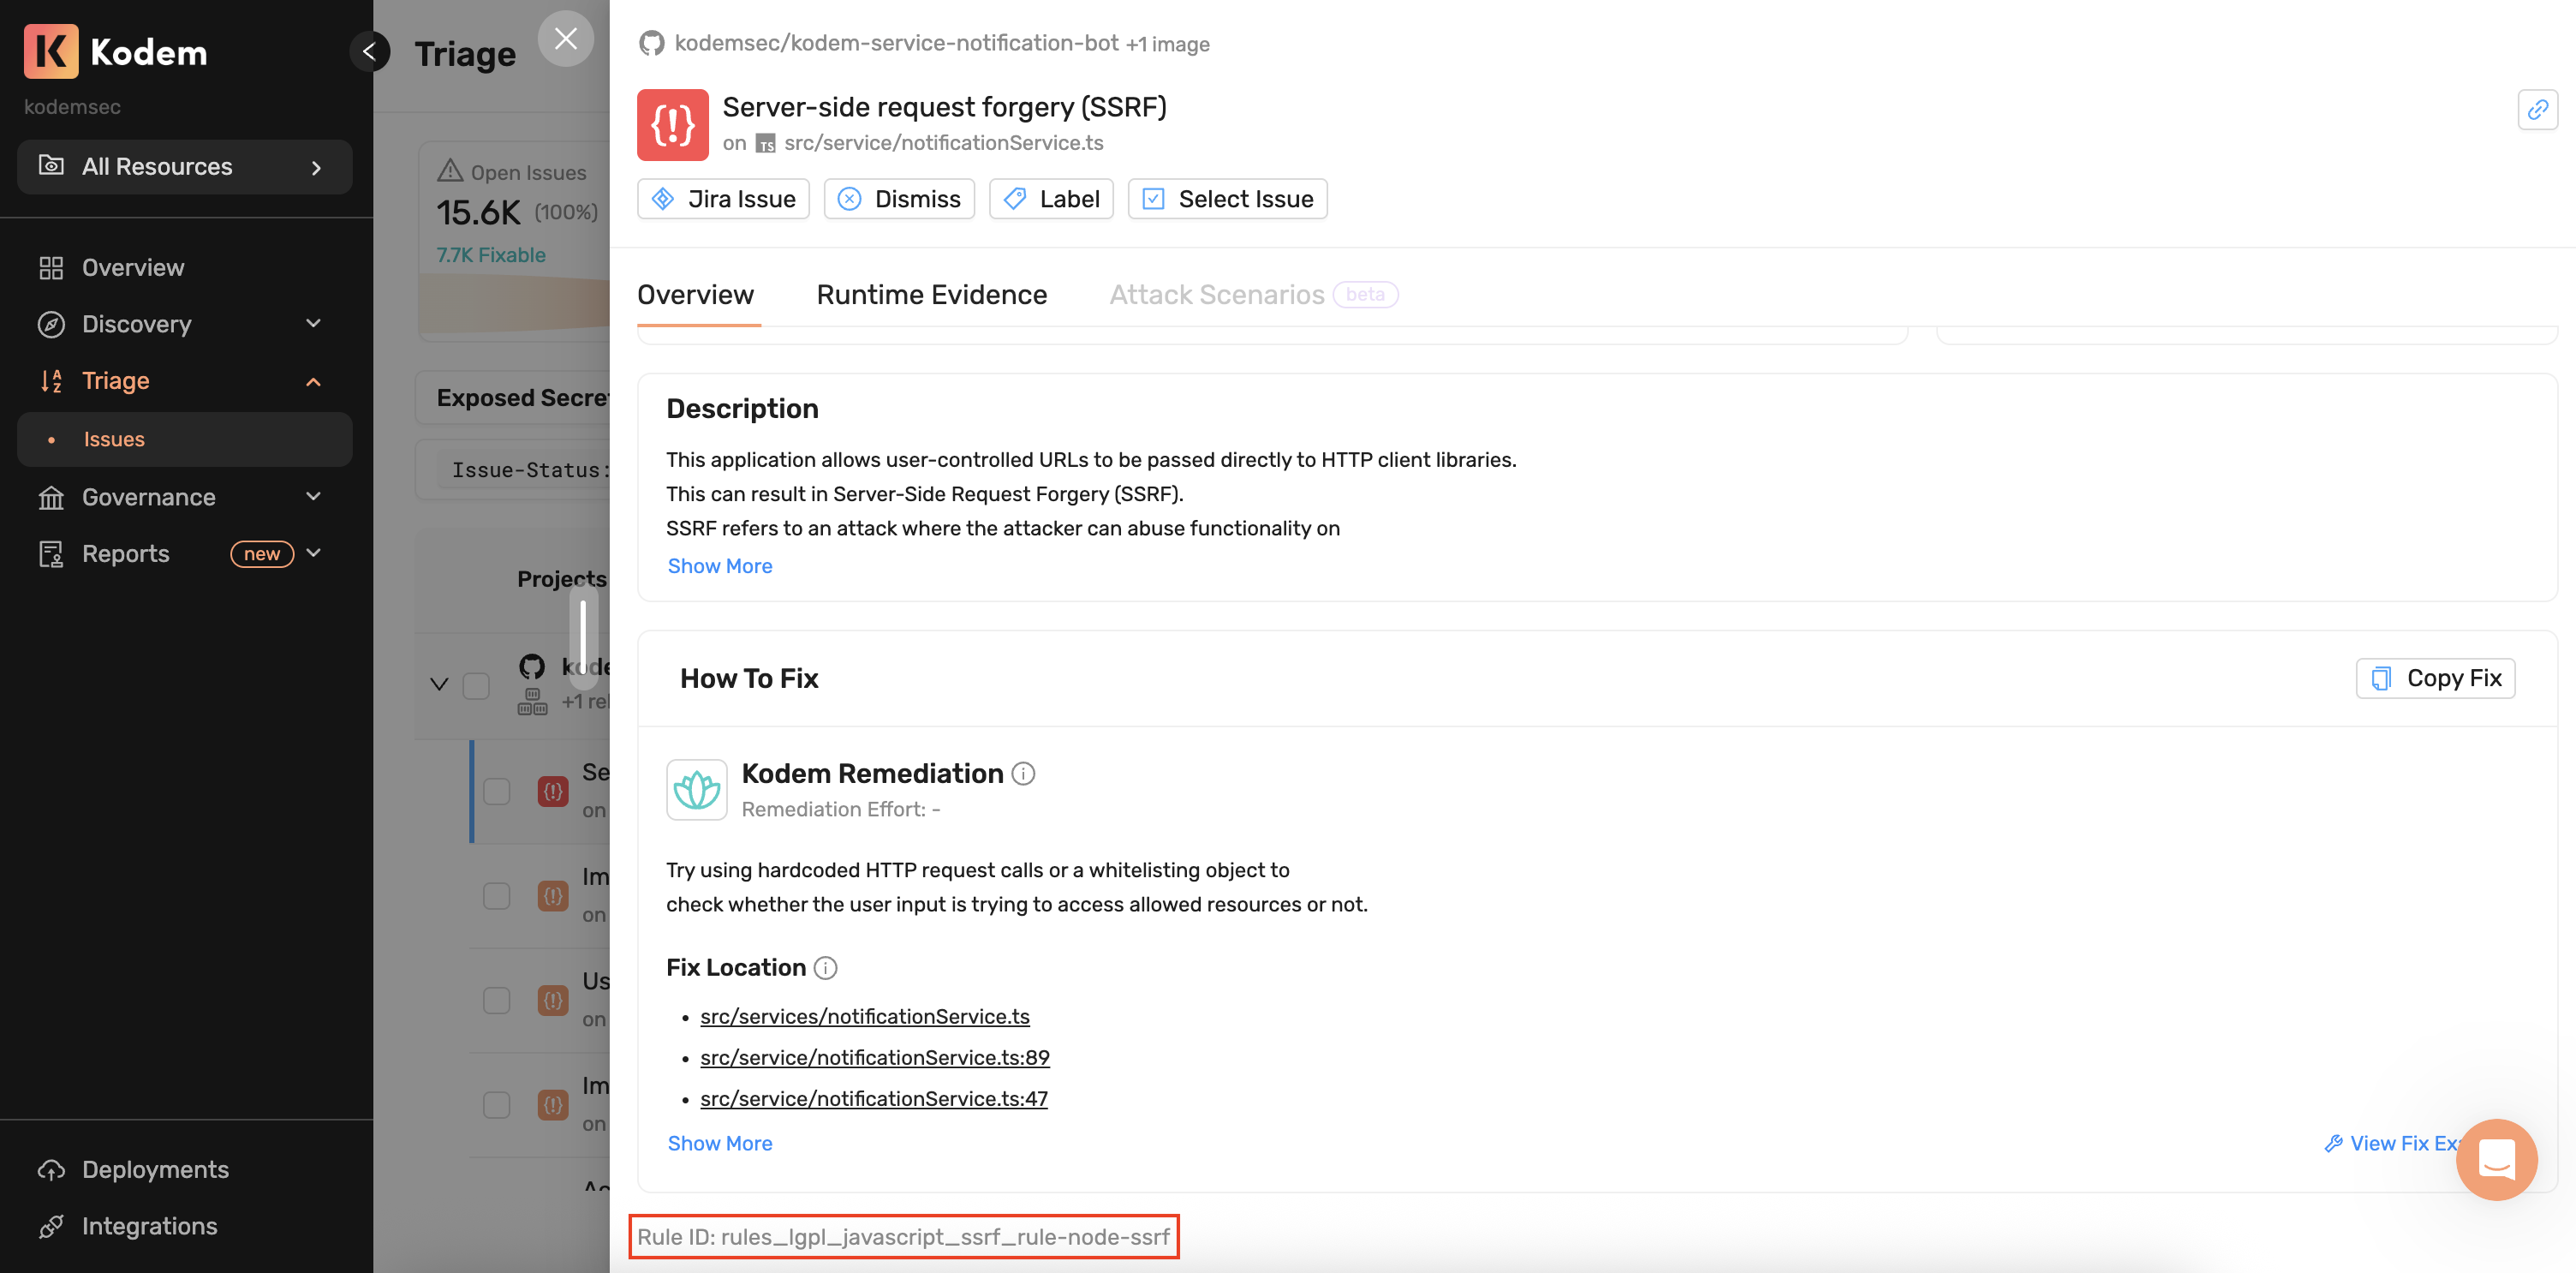 Kodem
kodemsec
All Resources
Overview
Discovery
Triage
Issues
Governance
Reports new
Deployments
Integrations
Triage
Open Issues
15.6K (100%)
7.7K Fixable
Exposed Secre
Issue-Status:
Projects
kode
+1 rel
Se
on
Im
on
Us
on
Im
on
kodemsec/kodem-service-notification-bot +1 image
Server-side request forgery (SSRF)
on TS src/service/notificationService.ts
Jira Issue Dismiss Label Select Issue
Overview Runtime Evidence Attack Scenarios beta
Description
This application allows user-controlled URLs to be passed directly to HTTP client libraries.
This can result in Server-Side Request Forgery (SSRF).
SSRF refers to an attack where the attacker can abuse functionality on
Show More
How To Fix
Copy Fix
Kodem Remediation
Remediation Effort: -
Try using hardcoded HTTP request calls or a whitelisting object to
check whether the user input is trying to access allowed resources or not.
Fix Location
• src/services/notificationService.ts
• src/service/notificationService.ts:89
• src/service/notificationService.ts:47
Show More
View Fix Exa
Rule ID: rules_lgpl_javascript_ssrf_rule-node-ssrf